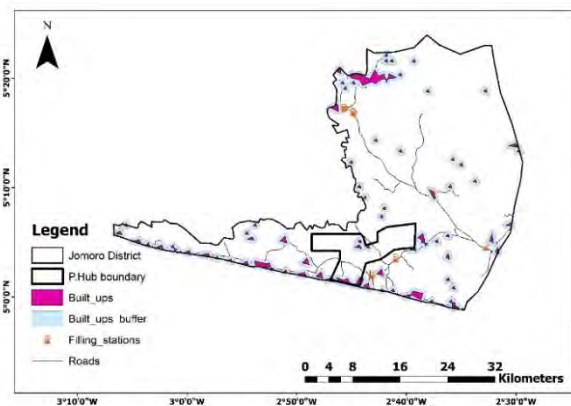 N
5°20'0"N
5°10'0"N
5°0'0"N
Legend
Jomoro District
P.Hub boundary
Built_ups
Built_ups buffer
Filling_stations
Roads
0 4 8 16 24 32
Kilometers
3°10'0"W 3°0'0"W 2°50'0"W 2°40'0"W 2°30'0"W